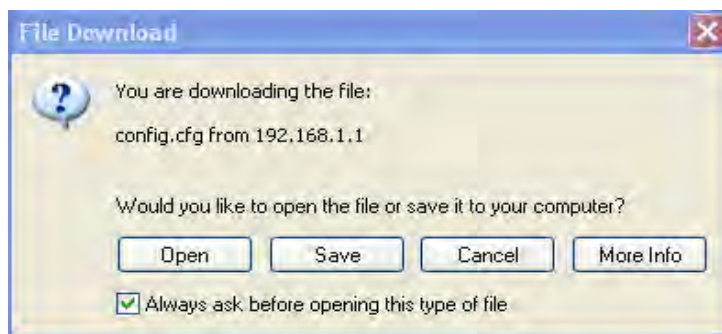 File Download
You are downloading the file:
config.cfg from 192.168.1.1
Would you like to open the file or save it to your computer?
Open Save Cancel More Info
Always ask before opening this type of file